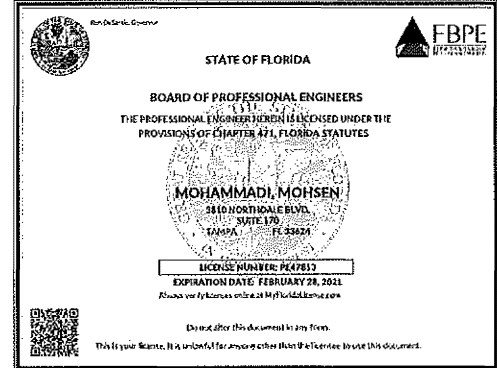 Ron DeSantis, Governor
FBPE
STATE OF FLORIDA
BOARD OF PROFESSIONAL ENGINEERS
THE PROFESSIONAL ENGINEER HEREIN IS LICENSED UNDER THE
PROVISIONS OF CHAPTER 471, FLORIDA STATUTES
MOHAMMADI, MOHSEN
3810 NORTHDALE BLVD.
SUITE 170
TAMPA FL 33624
LICENSE NUMBER: PE47813
EXPIRATION DATE: FEBRUARY 28, 2021
Always verify licenses online at MyFloridaLicense.com
Do not alter this document in any form.
This is your license. It is unlawful for anyone other than the licensee to use this document.